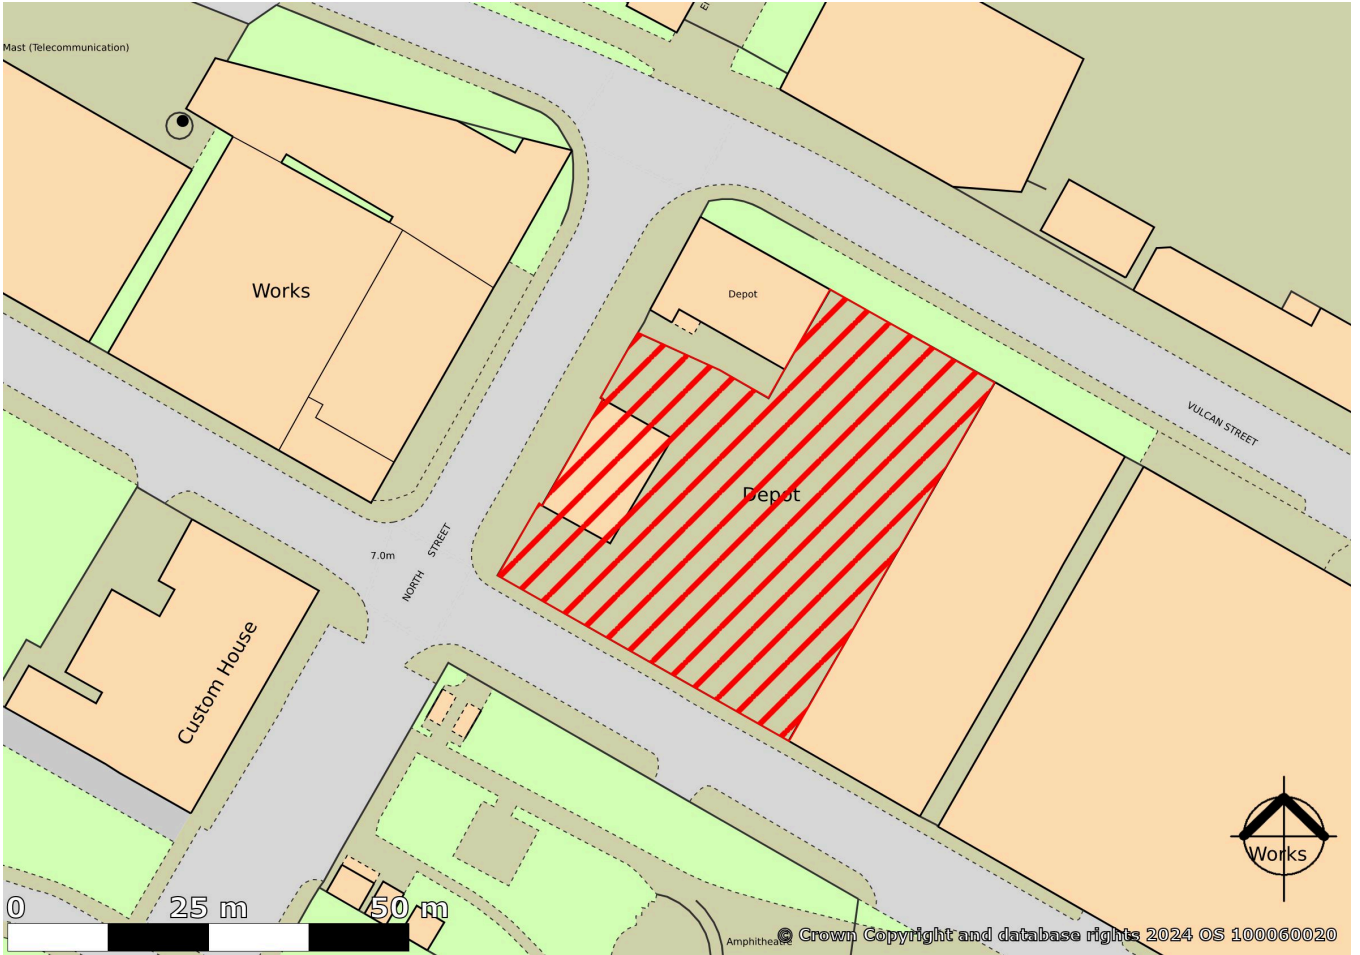 Mast (Telecommunication)
Works
Depot
VULCAN STREET
Depot
7.0m
NORTH STREET
Custom House
Works
0 25 m 50 m
Amphitheatre
© Crown Copyright and database rights 2024 OS 100060020